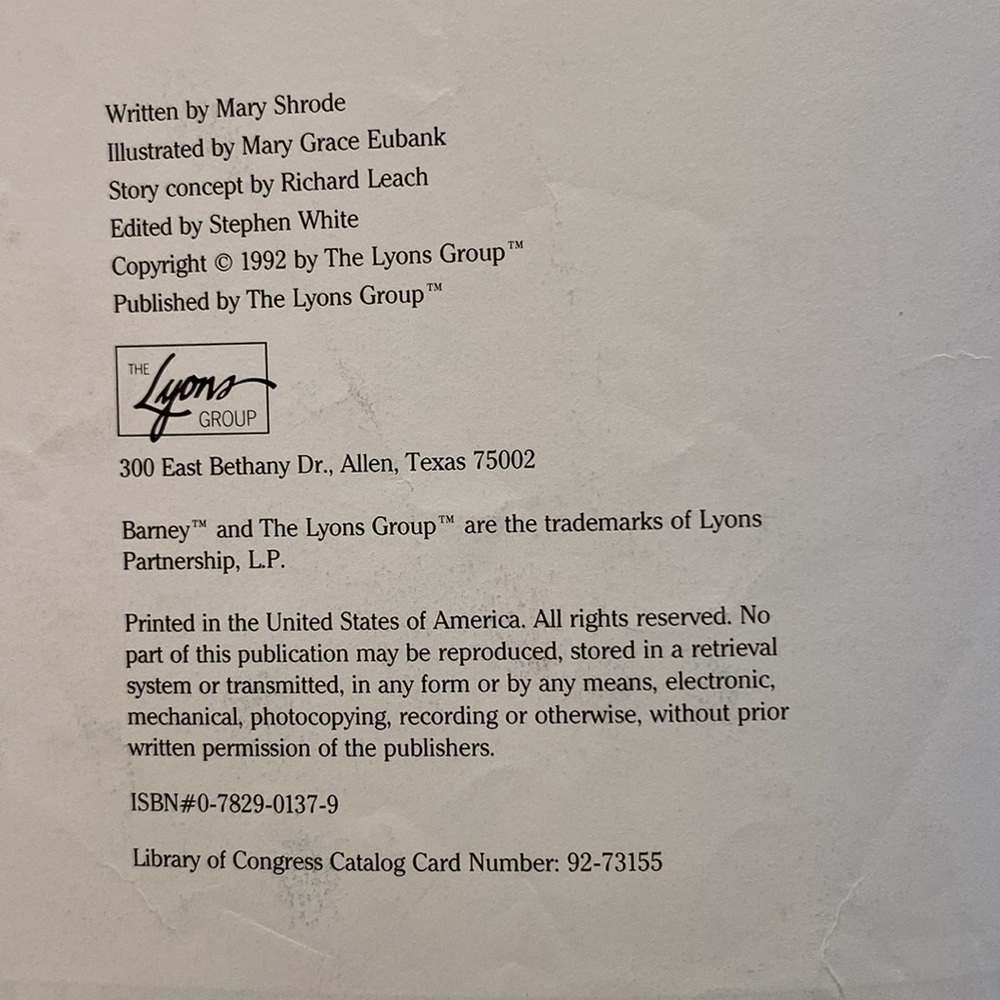 Written by Mary Shrode
Illustrated by Mary Grace Eubank
Story concept by Richard Leach
Edited by Stephen White
Copyright © 1992 by The Lyons Group™
Published by The Lyons Group™
THE
Lyons
GROUP
300 East Bethany Dr., Allen, Texas 75002
Barney™ and The Lyons Group™ are the trademarks of Lyons
Partnership, L.P.
Printed in the United States of America. All rights reserved. No
part of this publication may be reproduced, stored in a retrieval
system or transmitted, in any form or by any means, electronic,
mechanical, photocopying, recording or otherwise, without prior
written permission of the publishers.
ISBN#0-7829-0137-9
Library of Congress Catalog Card Number: 92-73155